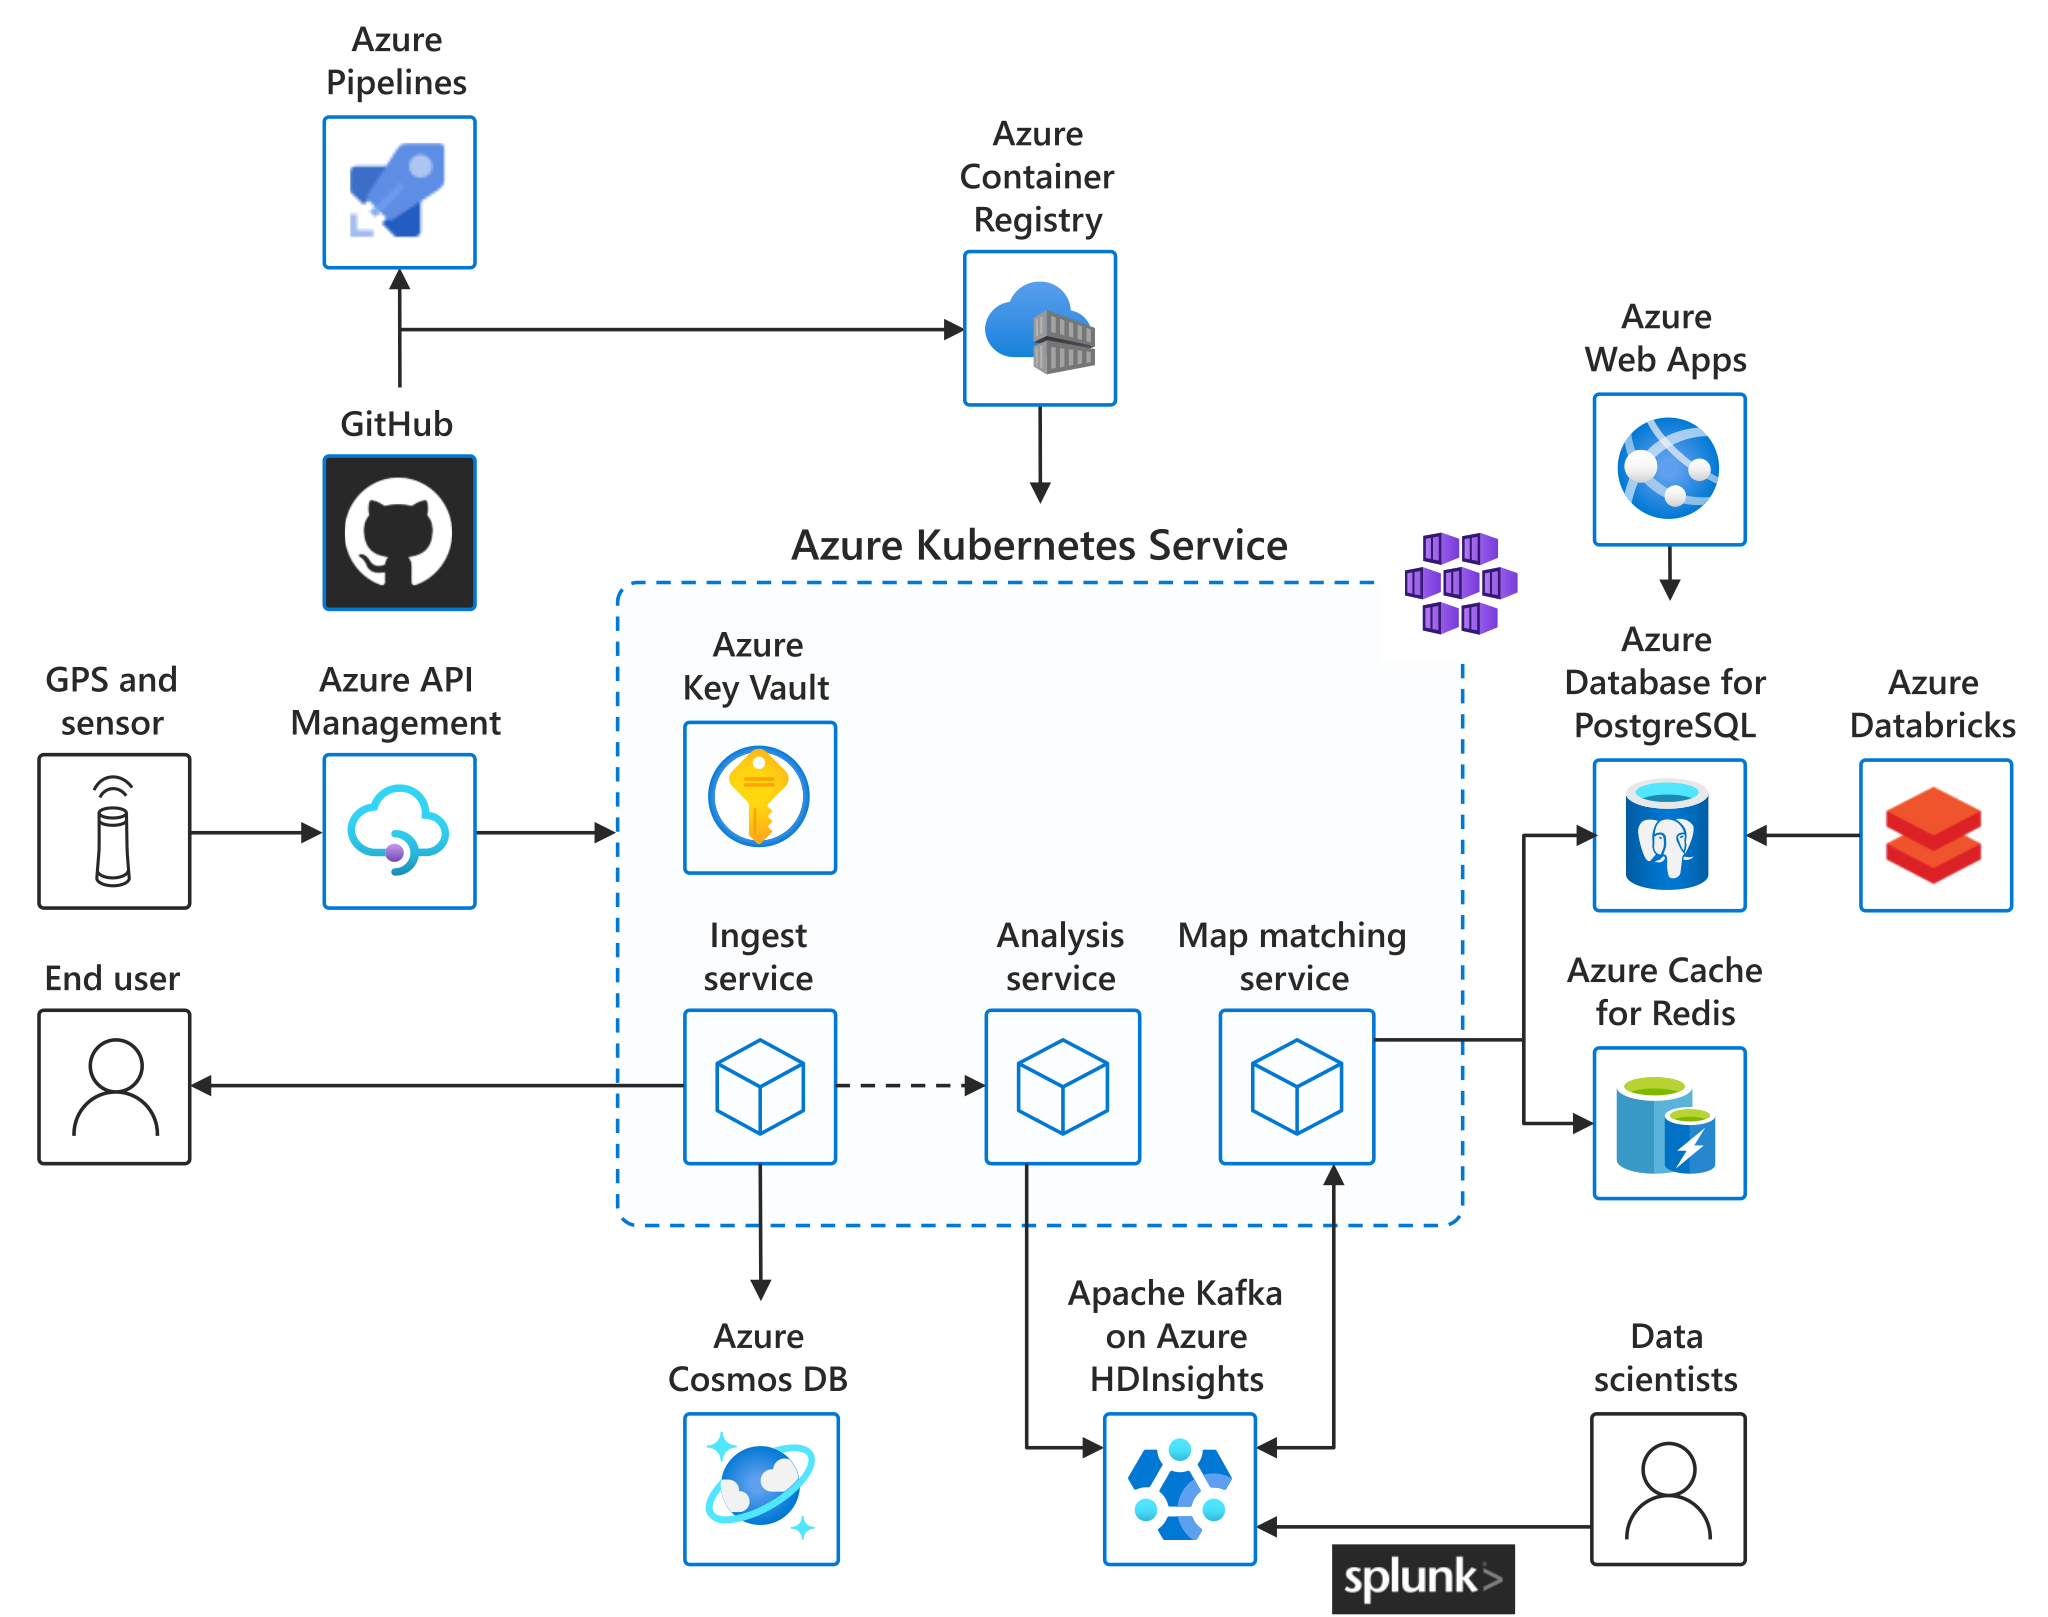 Azure
Pipelines
Azure
Container
Registry
Azure
Web Apps
GitHub
Azure Kubernetes Service
Azure
Key Vault
GPS and
sensor
Azure API
Management
Azure
Database for
PostgreSQL
Azure
Databricks
End user
Ingest
service
Analysis
service
Map matching
service
Azure Cache
for Redis
Azure
Cosmos DB
Apache Kafka
on Azure
HDInsights
Data
scientists
splunk>